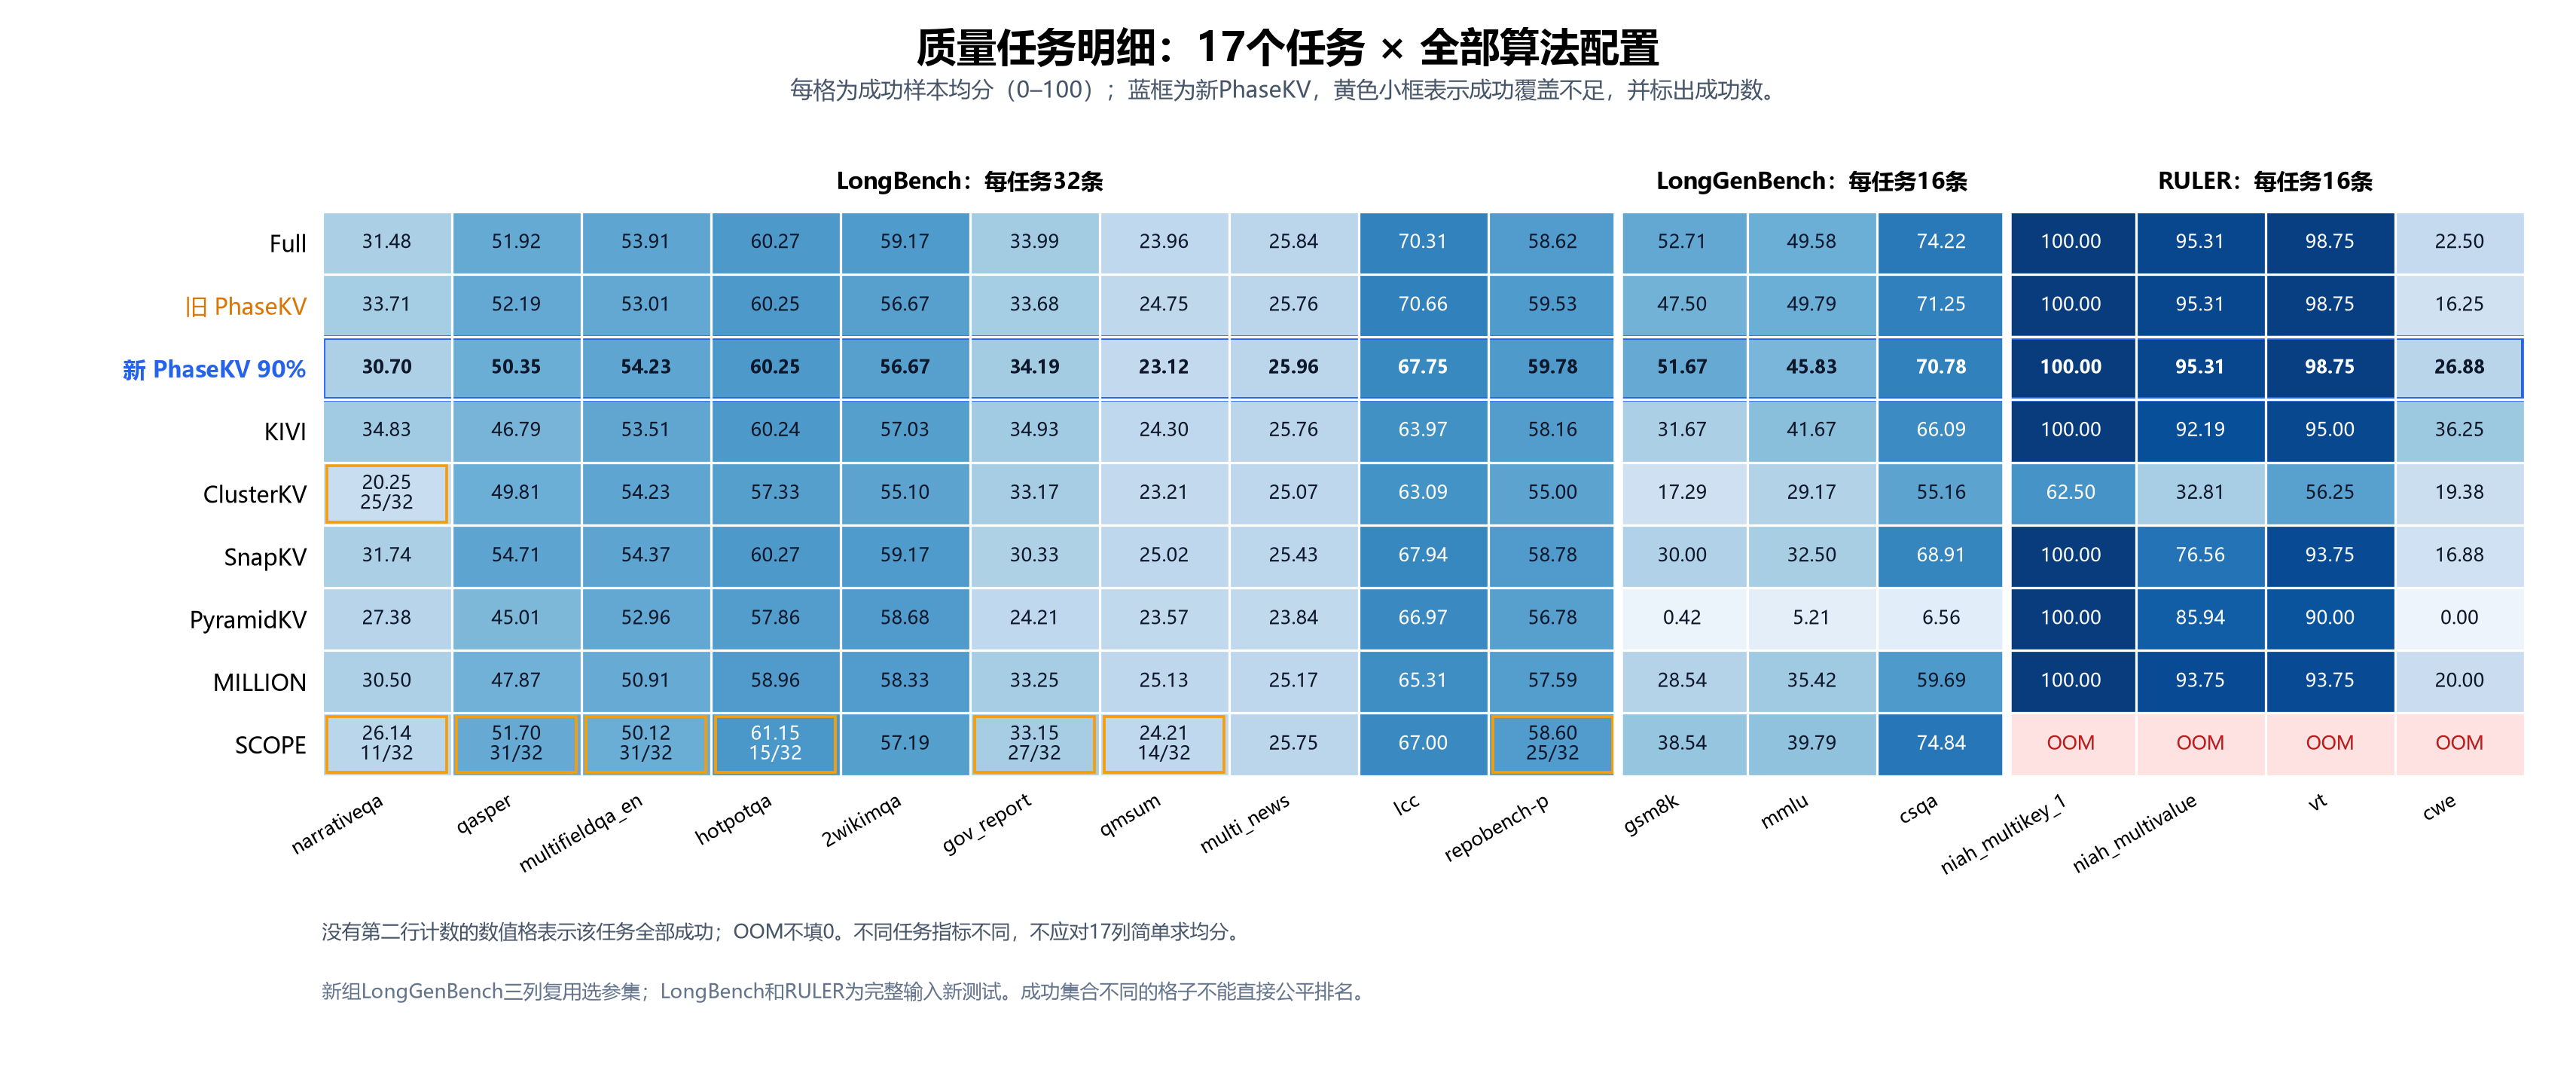 质量任务明细：17个任务 × 全部算法配置
每格为成功样本均分（0–100）；蓝框为新PhaseKV，黄色小框表示成功覆盖不足，并标出成功数。
LongBench：每任务32条 LongGenBench：每任务16条 RULER：每任务16条
Full 31.48 51.92 53.91 60.27 59.17 33.99 23.96 25.84 70.31 58.62 52.71 49.58 74.22 100.00 95.31 98.75 22.50
旧 PhaseKV 33.71 52.19 53.01 60.25 56.67 33.68 24.75 25.76 70.66 59.53 47.50 49.79 71.25 100.00 95.31 98.75 16.25
新 PhaseKV 90% 30.70 50.35 54.23 60.25 56.67 34.19 23.12 25.96 67.75 59.78 51.67 45.83 70.78 100.00 95.31 98.75 26.88
KIVI 34.83 46.79 53.51 60.24 57.03 34.93 24.30 25.76 63.97 58.16 31.67 41.67 66.09 100.00 92.19 95.00 36.25
ClusterKV 20.25 49.81 54.23 57.33 55.10 33.17 23.21 25.07 63.09 55.00 17.29 29.17 55.16 62.50 32.81 56.25 19.38
25/32
SnapKV 31.74 54.71 54.37 60.27 59.17 30.33 25.02 25.43 67.94 58.78 30.00 32.50 68.91 100.00 76.56 93.75 16.88
PyramidKV 27.38 45.01 52.96 57.86 58.68 24.21 23.57 23.84 66.97 56.78 0.42 5.21 6.56 100.00 85.94 90.00 0.00
MILLION 30.50 47.87 50.91 58.96 58.33 33.25 25.13 25.17 65.31 57.59 28.54 35.42 59.69 100.00 93.75 93.75 20.00
SCOPE 26.14 51.70 50.12 61.15 57.19 33.15 24.21 25.75 67.00 58.60 38.54 39.79 74.84 OOM OOM OOM OOM
11/32 31/32 31/32 15/32 27/32 14/32 25/32
narrativeqa qasper multifieldqa_en hotpotqa 2wikimqa gov_report qmsum multi_news lcc repobench-p gsm8k mmlu csqa niah_multikey_1 niah_multivalue vt cwe
没有第二行计数的数值格表示该任务全部成功；OOM不填0。不同任务指标不同，不应对17列简单求均分。
新组LongGenBench三列复用选参集；LongBench和RULER为完整输入新测试。成功集合不同的格子不能直接公平排名。